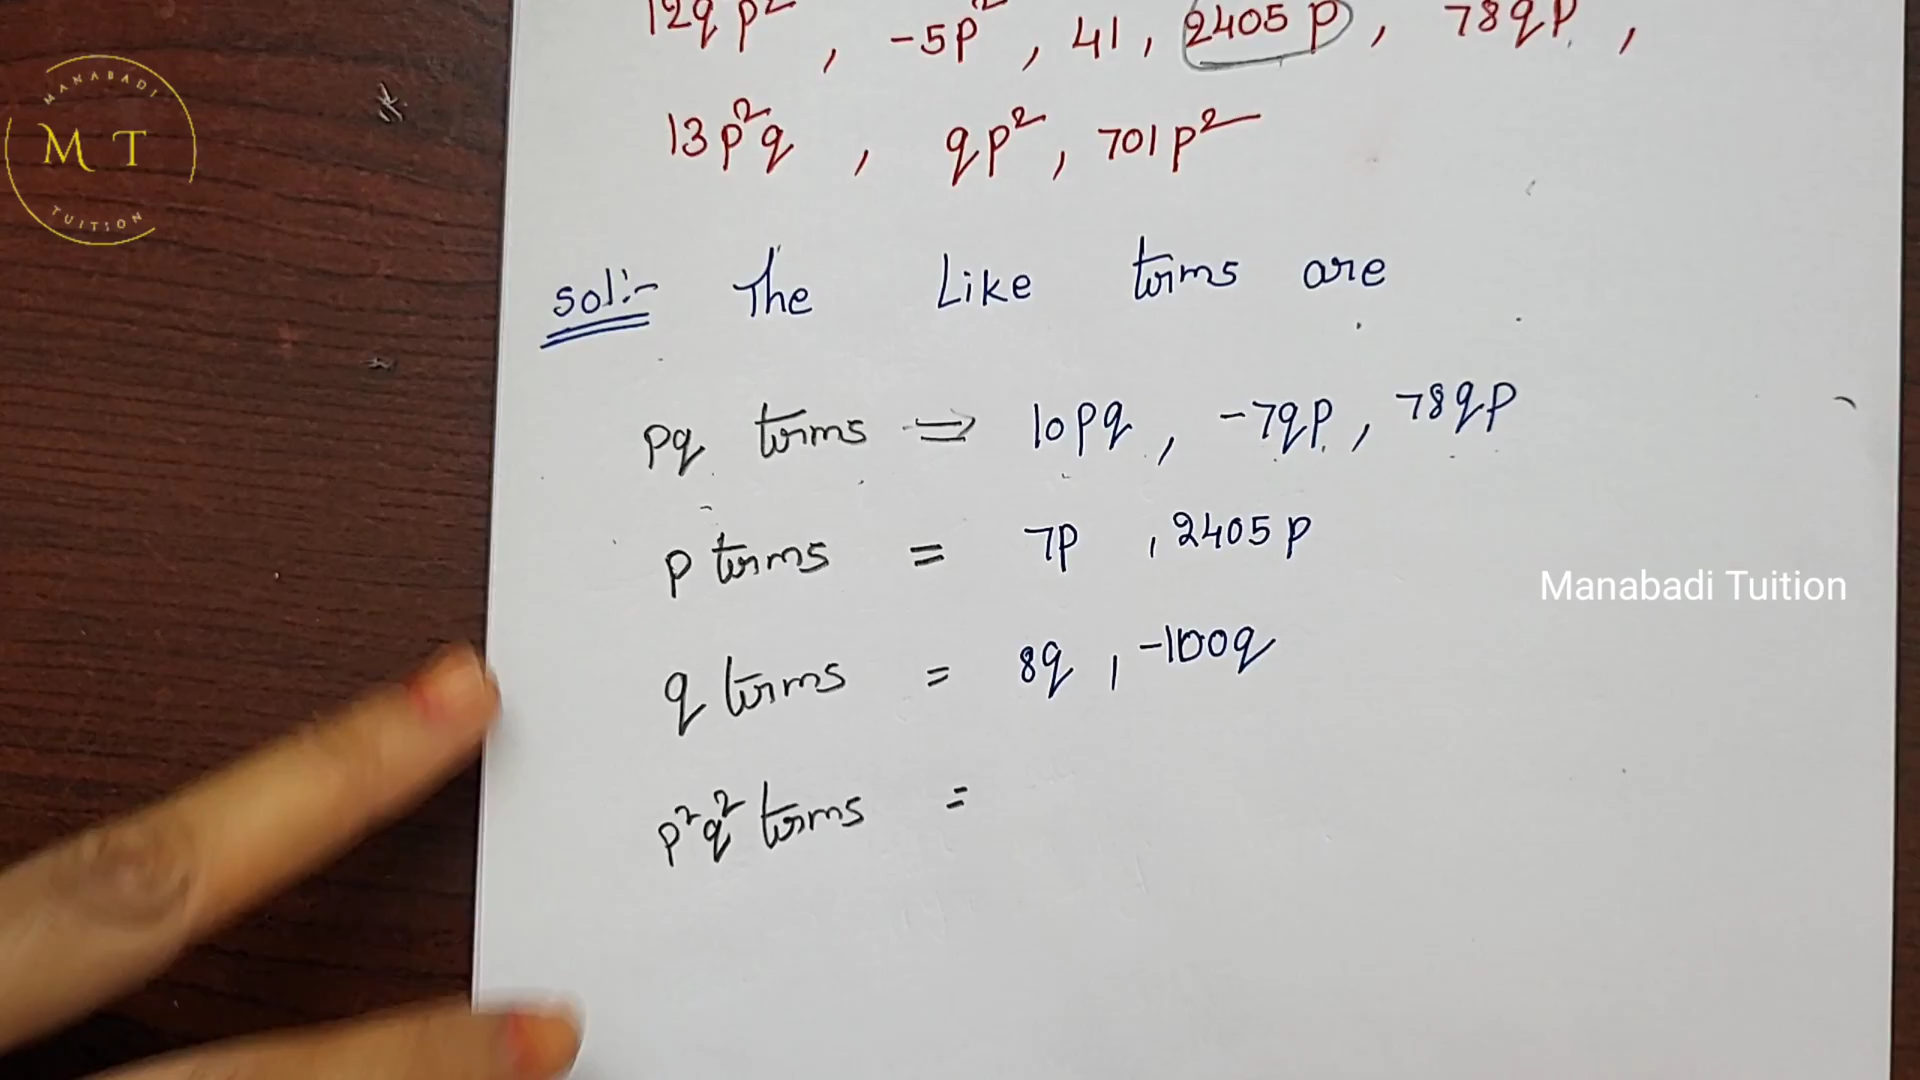 MANABADI
M T
TUITION
12qp², -5p², 41, 2405p, 78qp,
13p²q, qp², 701p²
Sol:- The Like terms are
pq terms ⇒ 10pq, -7qp, 78qp
p terms = 7p, 2405p
q terms = 8q, -100q
p²q² terms =
Manabadi Tuition